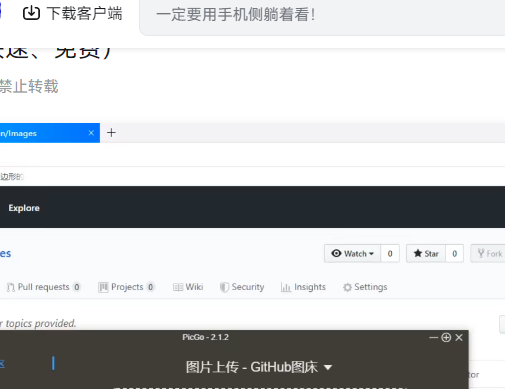 下载客户端
一定要用手机侧躺着看！
速、免费）
禁止转载
n/Images
边形的
Explore
es
Watch 0 Star 0 Fork
Pull requests 0 Projects 0 Wiki Security Insights Settings
r topics provided.
PicGo - 2.1.2
区
图片上传 - GitHub图床
tor